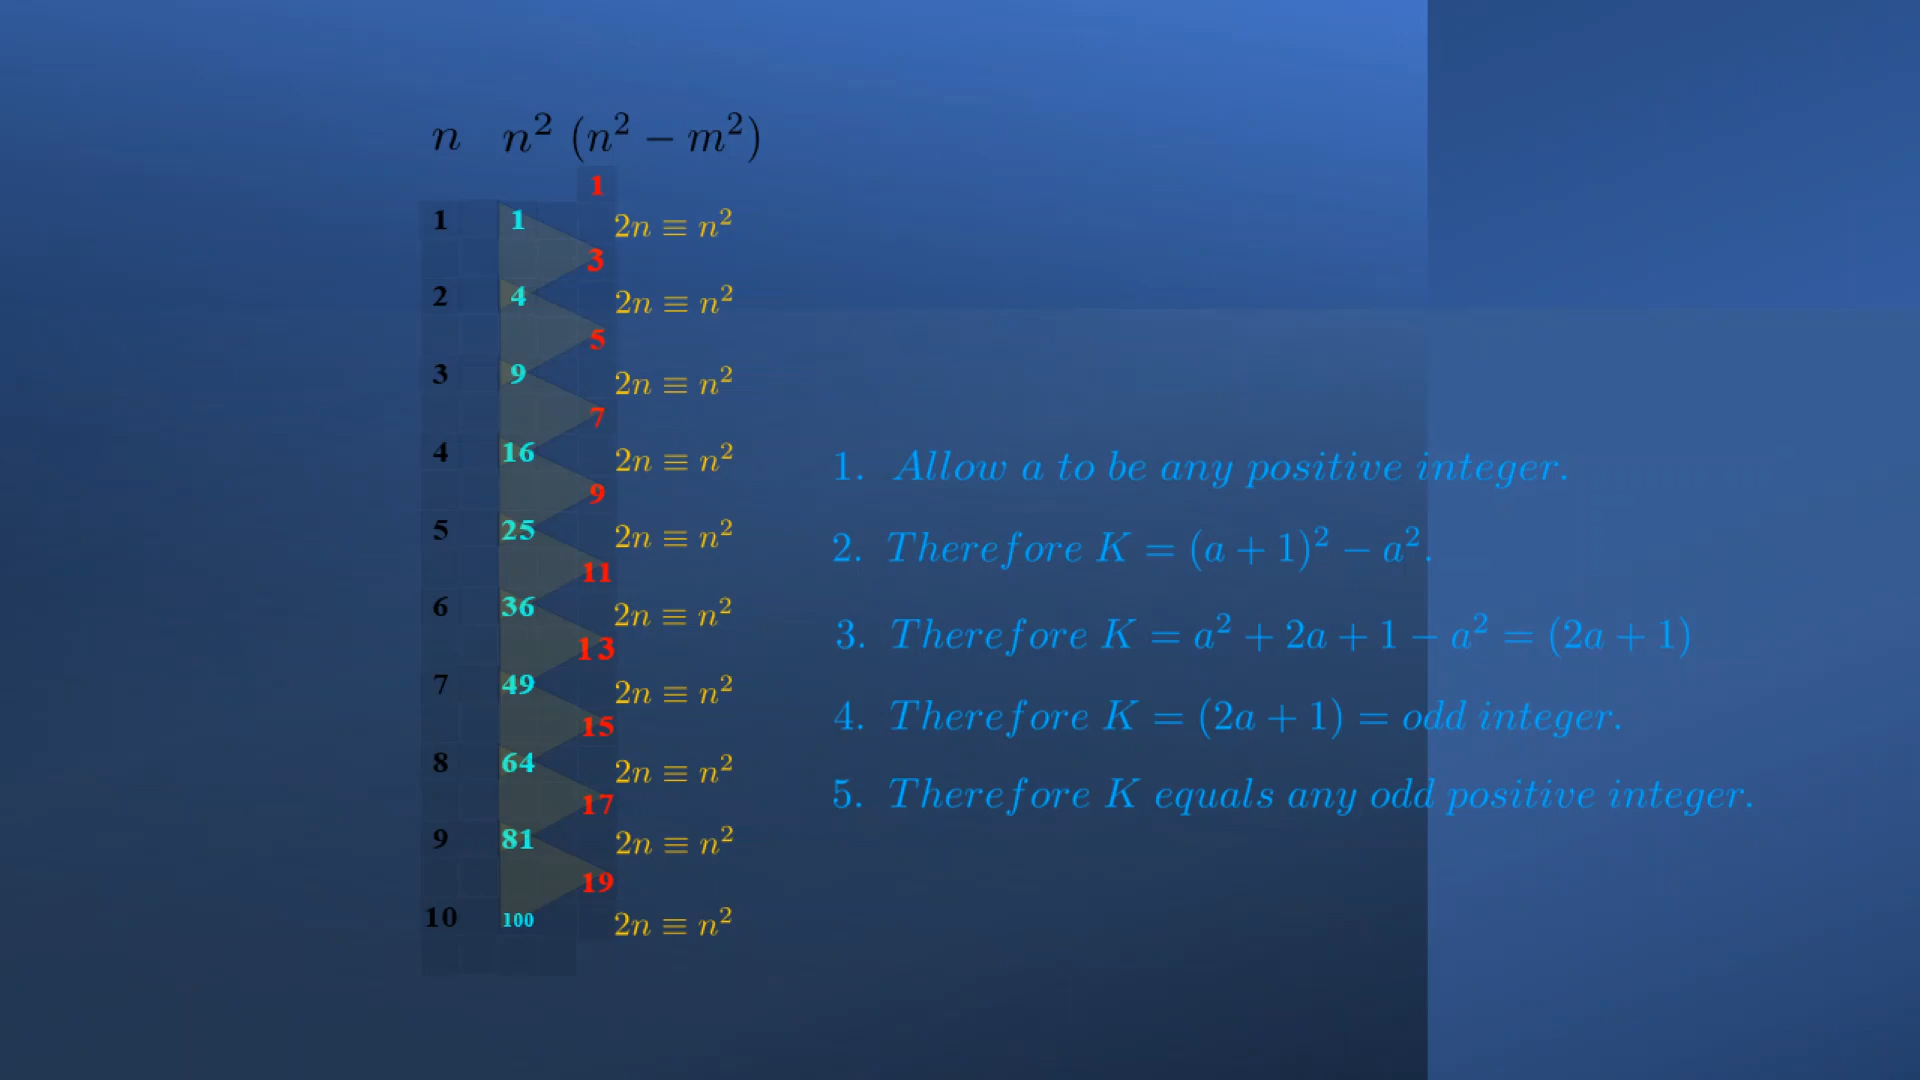 n n² (n² − m²)
1
1 1 2n ≡ n²
3
2 4 2n ≡ n²
5
3 9 2n ≡ n²
7
4 16 2n ≡ n²
9
5 25 2n ≡ n²
11
6 36 2n ≡ n²
13
7 49 2n ≡ n²
15
8 64 2n ≡ n²
17
9 81 2n ≡ n²
19
10 100 2n ≡ n²
1. Allow a to be any positive integer.
2. Therefore K = (a + 1)² − a².
3. Therefore K = a² + 2a + 1 − a² = (2a + 1)
4. Therefore K = (2a + 1) = odd integer.
5. Therefore K equals any odd positive integer.